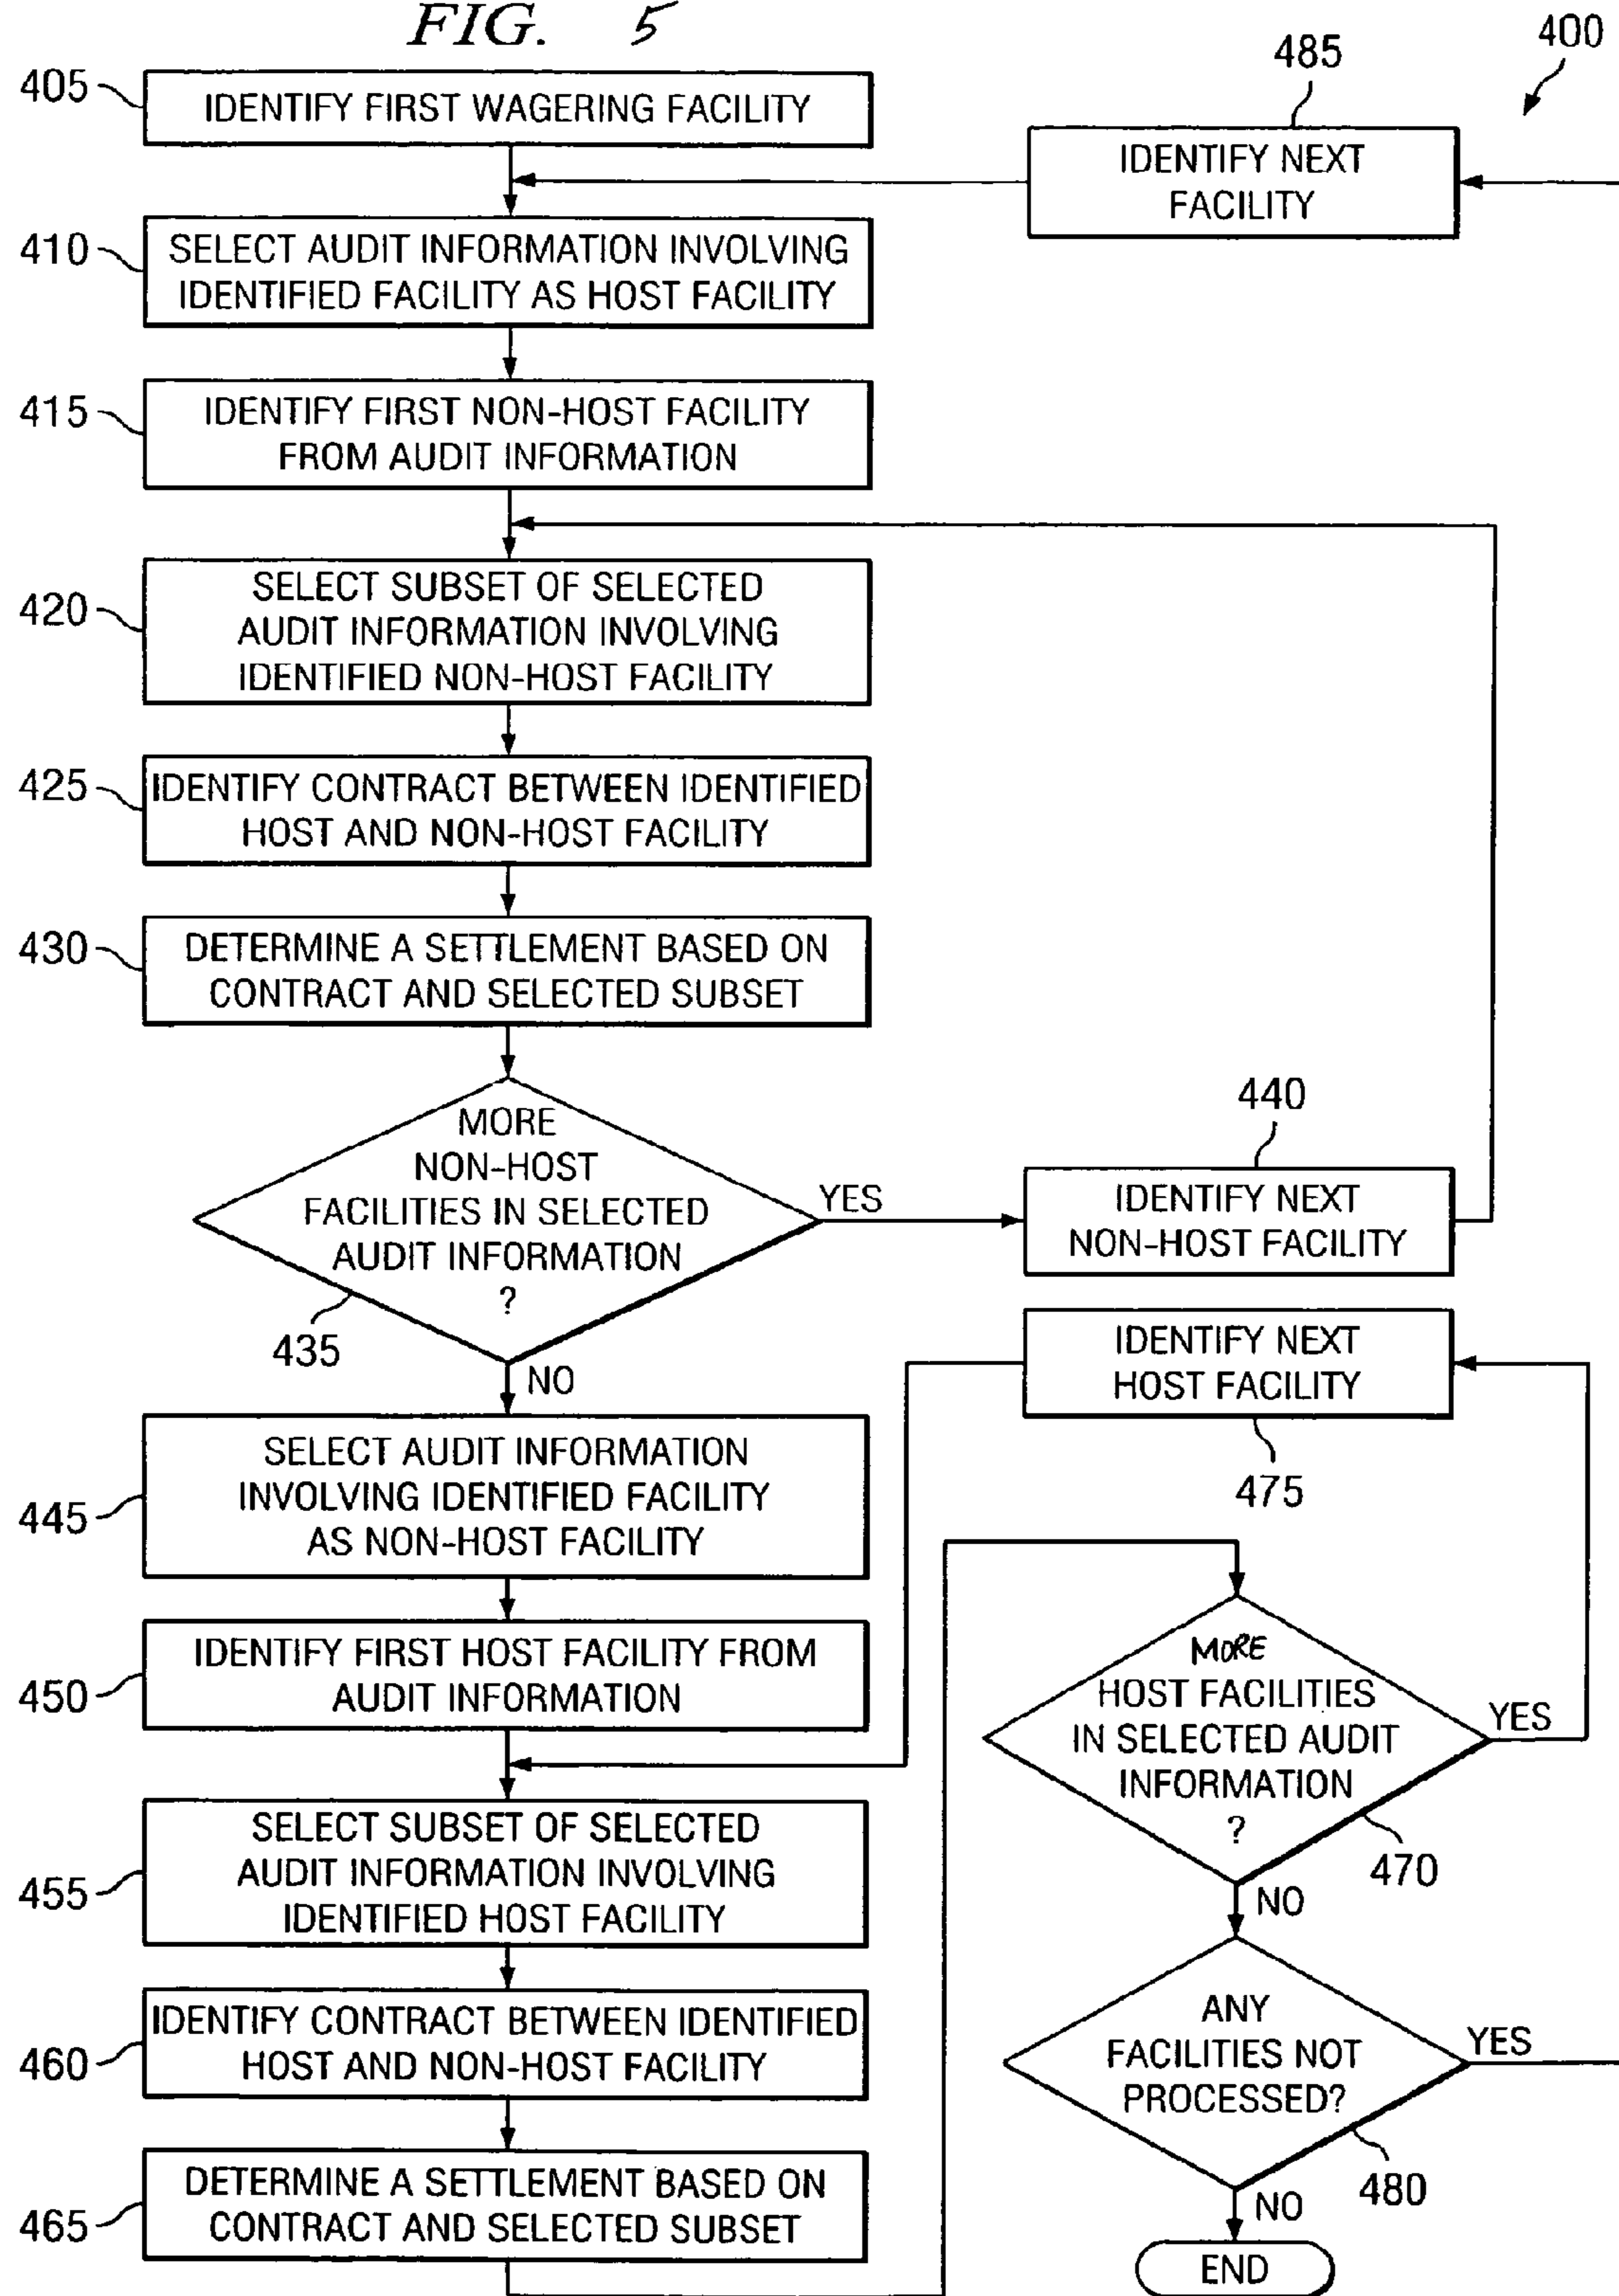 FIG. 5
400
485
405
IDENTIFY FIRST WAGERING FACILITY
IDENTIFY NEXT
FACILITY
410
SELECT AUDIT INFORMATION INVOLVING
IDENTIFIED FACILITY AS HOST FACILITY
415
IDENTIFY FIRST NON-HOST FACILITY
FROM AUDIT INFORMATION
420
SELECT SUBSET OF SELECTED
AUDIT INFORMATION INVOLVING
IDENTIFIED NON-HOST FACILITY
425
IDENTIFY CONTRACT BETWEEN IDENTIFIED
HOST AND NON-HOST FACILITY
430
DETERMINE A SETTLEMENT BASED ON
CONTRACT AND SELECTED SUBSET
MORE
NON-HOST
FACILITIES IN SELECTED
AUDIT INFORMATION
?
435
YES
NO
440
IDENTIFY NEXT
NON-HOST FACILITY
IDENTIFY NEXT
HOST FACILITY
475
445
SELECT AUDIT INFORMATION
INVOLVING IDENTIFIED FACILITY
AS NON-HOST FACILITY
450
IDENTIFY FIRST HOST FACILITY FROM
AUDIT INFORMATION
455
SELECT SUBSET OF SELECTED
AUDIT INFORMATION INVOLVING
IDENTIFIED HOST FACILITY
460
IDENTIFY CONTRACT BETWEEN IDENTIFIED
HOST AND NON-HOST FACILITY
465
DETERMINE A SETTLEMENT BASED ON
CONTRACT AND SELECTED SUBSET
MORE
HOST FACILITIES
IN SELECTED AUDIT
INFORMATION
?
YES
470
NO
ANY
FACILITIES NOT
PROCESSED?
YES
480
NO
END